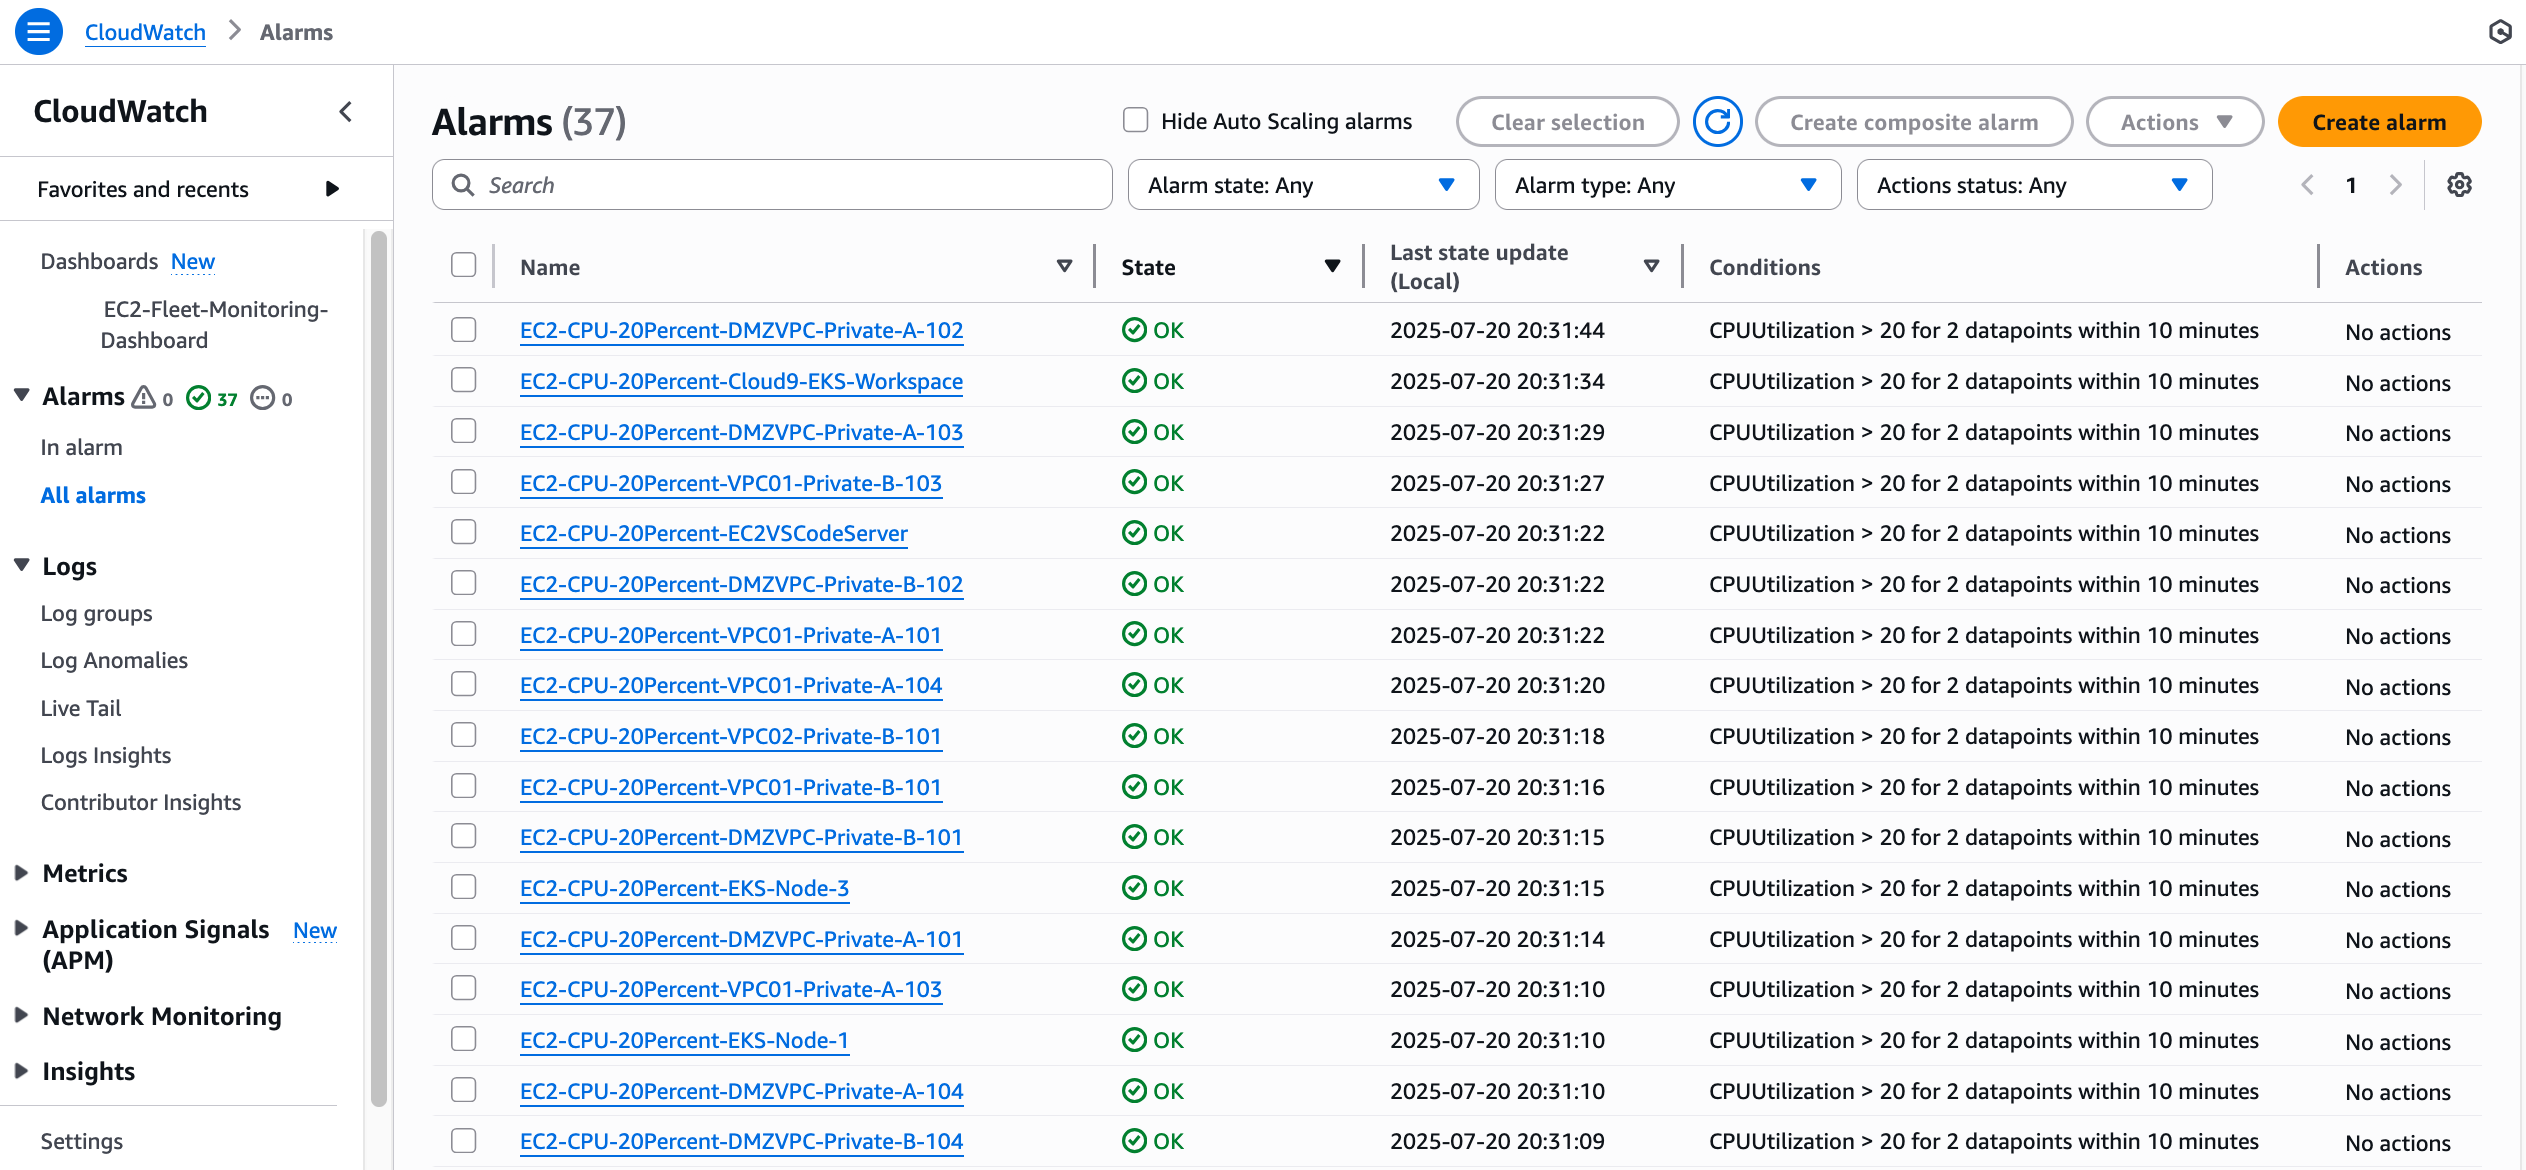 CloudWatch > Alarms
CloudWatch
Favorites and recents
Dashboards New
EC2-Fleet-Monitoring-
Dashboard
Alarms 0 37 0
In alarm
All alarms
Logs
Log groups
Log Anomalies
Live Tail
Logs Insights
Contributor Insights
Metrics
Application Signals New
(APM)
Network Monitoring
Insights
Settings
Alarms (37)
Hide Auto Scaling alarms
Clear selection
Create composite alarm
Actions
Create alarm
Search
Alarm state: Any
Alarm type: Any
Actions status: Any
1
Name State Last state update (Local) Conditions Actions
EC2-CPU-20Percent-DMZVPC-Private-A-102 OK 2025-07-20 20:31:44 CPUUtilization > 20 for 2 datapoints within 10 minutes No actions
EC2-CPU-20Percent-Cloud9-EKS-Workspace OK 2025-07-20 20:31:34 CPUUtilization > 20 for 2 datapoints within 10 minutes No actions
EC2-CPU-20Percent-DMZVPC-Private-A-103 OK 2025-07-20 20:31:29 CPUUtilization > 20 for 2 datapoints within 10 minutes No actions
EC2-CPU-20Percent-VPC01-Private-B-103 OK 2025-07-20 20:31:27 CPUUtilization > 20 for 2 datapoints within 10 minutes No actions
EC2-CPU-20Percent-EC2VSCodeServer OK 2025-07-20 20:31:22 CPUUtilization > 20 for 2 datapoints within 10 minutes No actions
EC2-CPU-20Percent-DMZVPC-Private-B-102 OK 2025-07-20 20:31:22 CPUUtilization > 20 for 2 datapoints within 10 minutes No actions
EC2-CPU-20Percent-VPC01-Private-A-101 OK 2025-07-20 20:31:22 CPUUtilization > 20 for 2 datapoints within 10 minutes No actions
EC2-CPU-20Percent-VPC01-Private-A-104 OK 2025-07-20 20:31:20 CPUUtilization > 20 for 2 datapoints within 10 minutes No actions
EC2-CPU-20Percent-VPC02-Private-B-101 OK 2025-07-20 20:31:18 CPUUtilization > 20 for 2 datapoints within 10 minutes No actions
EC2-CPU-20Percent-VPC01-Private-B-101 OK 2025-07-20 20:31:16 CPUUtilization > 20 for 2 datapoints within 10 minutes No actions
EC2-CPU-20Percent-DMZVPC-Private-B-101 OK 2025-07-20 20:31:15 CPUUtilization > 20 for 2 datapoints within 10 minutes No actions
EC2-CPU-20Percent-EKS-Node-3 OK 2025-07-20 20:31:15 CPUUtilization > 20 for 2 datapoints within 10 minutes No actions
EC2-CPU-20Percent-DMZVPC-Private-A-101 OK 2025-07-20 20:31:14 CPUUtilization > 20 for 2 datapoints within 10 minutes No actions
EC2-CPU-20Percent-VPC01-Private-A-103 OK 2025-07-20 20:31:10 CPUUtilization > 20 for 2 datapoints within 10 minutes No actions
EC2-CPU-20Percent-EKS-Node-1 OK 2025-07-20 20:31:10 CPUUtilization > 20 for 2 datapoints within 10 minutes No actions
EC2-CPU-20Percent-DMZVPC-Private-A-104 OK 2025-07-20 20:31:10 CPUUtilization > 20 for 2 datapoints within 10 minutes No actions
EC2-CPU-20Percent-DMZVPC-Private-B-104 OK 2025-07-20 20:31:09 CPUUtilization > 20 for 2 datapoints within 10 minutes No actions